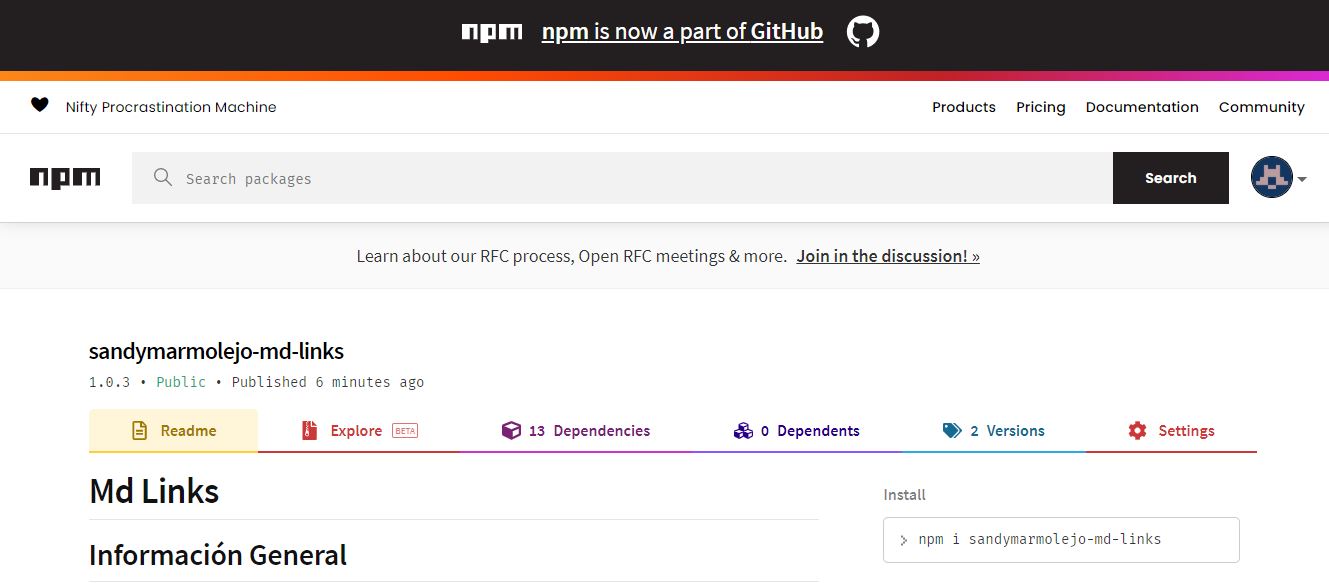 npm npm is now a part of GitHub
Nifty Procrastination Machine Products Pricing Documentation Community
npm Search packages Search
Learn about our RFC process, Open RFC meetings & more. Join in the discussion! »
sandymarmolejo-md-links
1.0.3 • Public • Published 6 minutes ago
Readme Explore BETA 13 Dependencies 0 Dependents 2 Versions Settings
Md Links
Install
> npm i sandymarmolejo-md-links
Información General